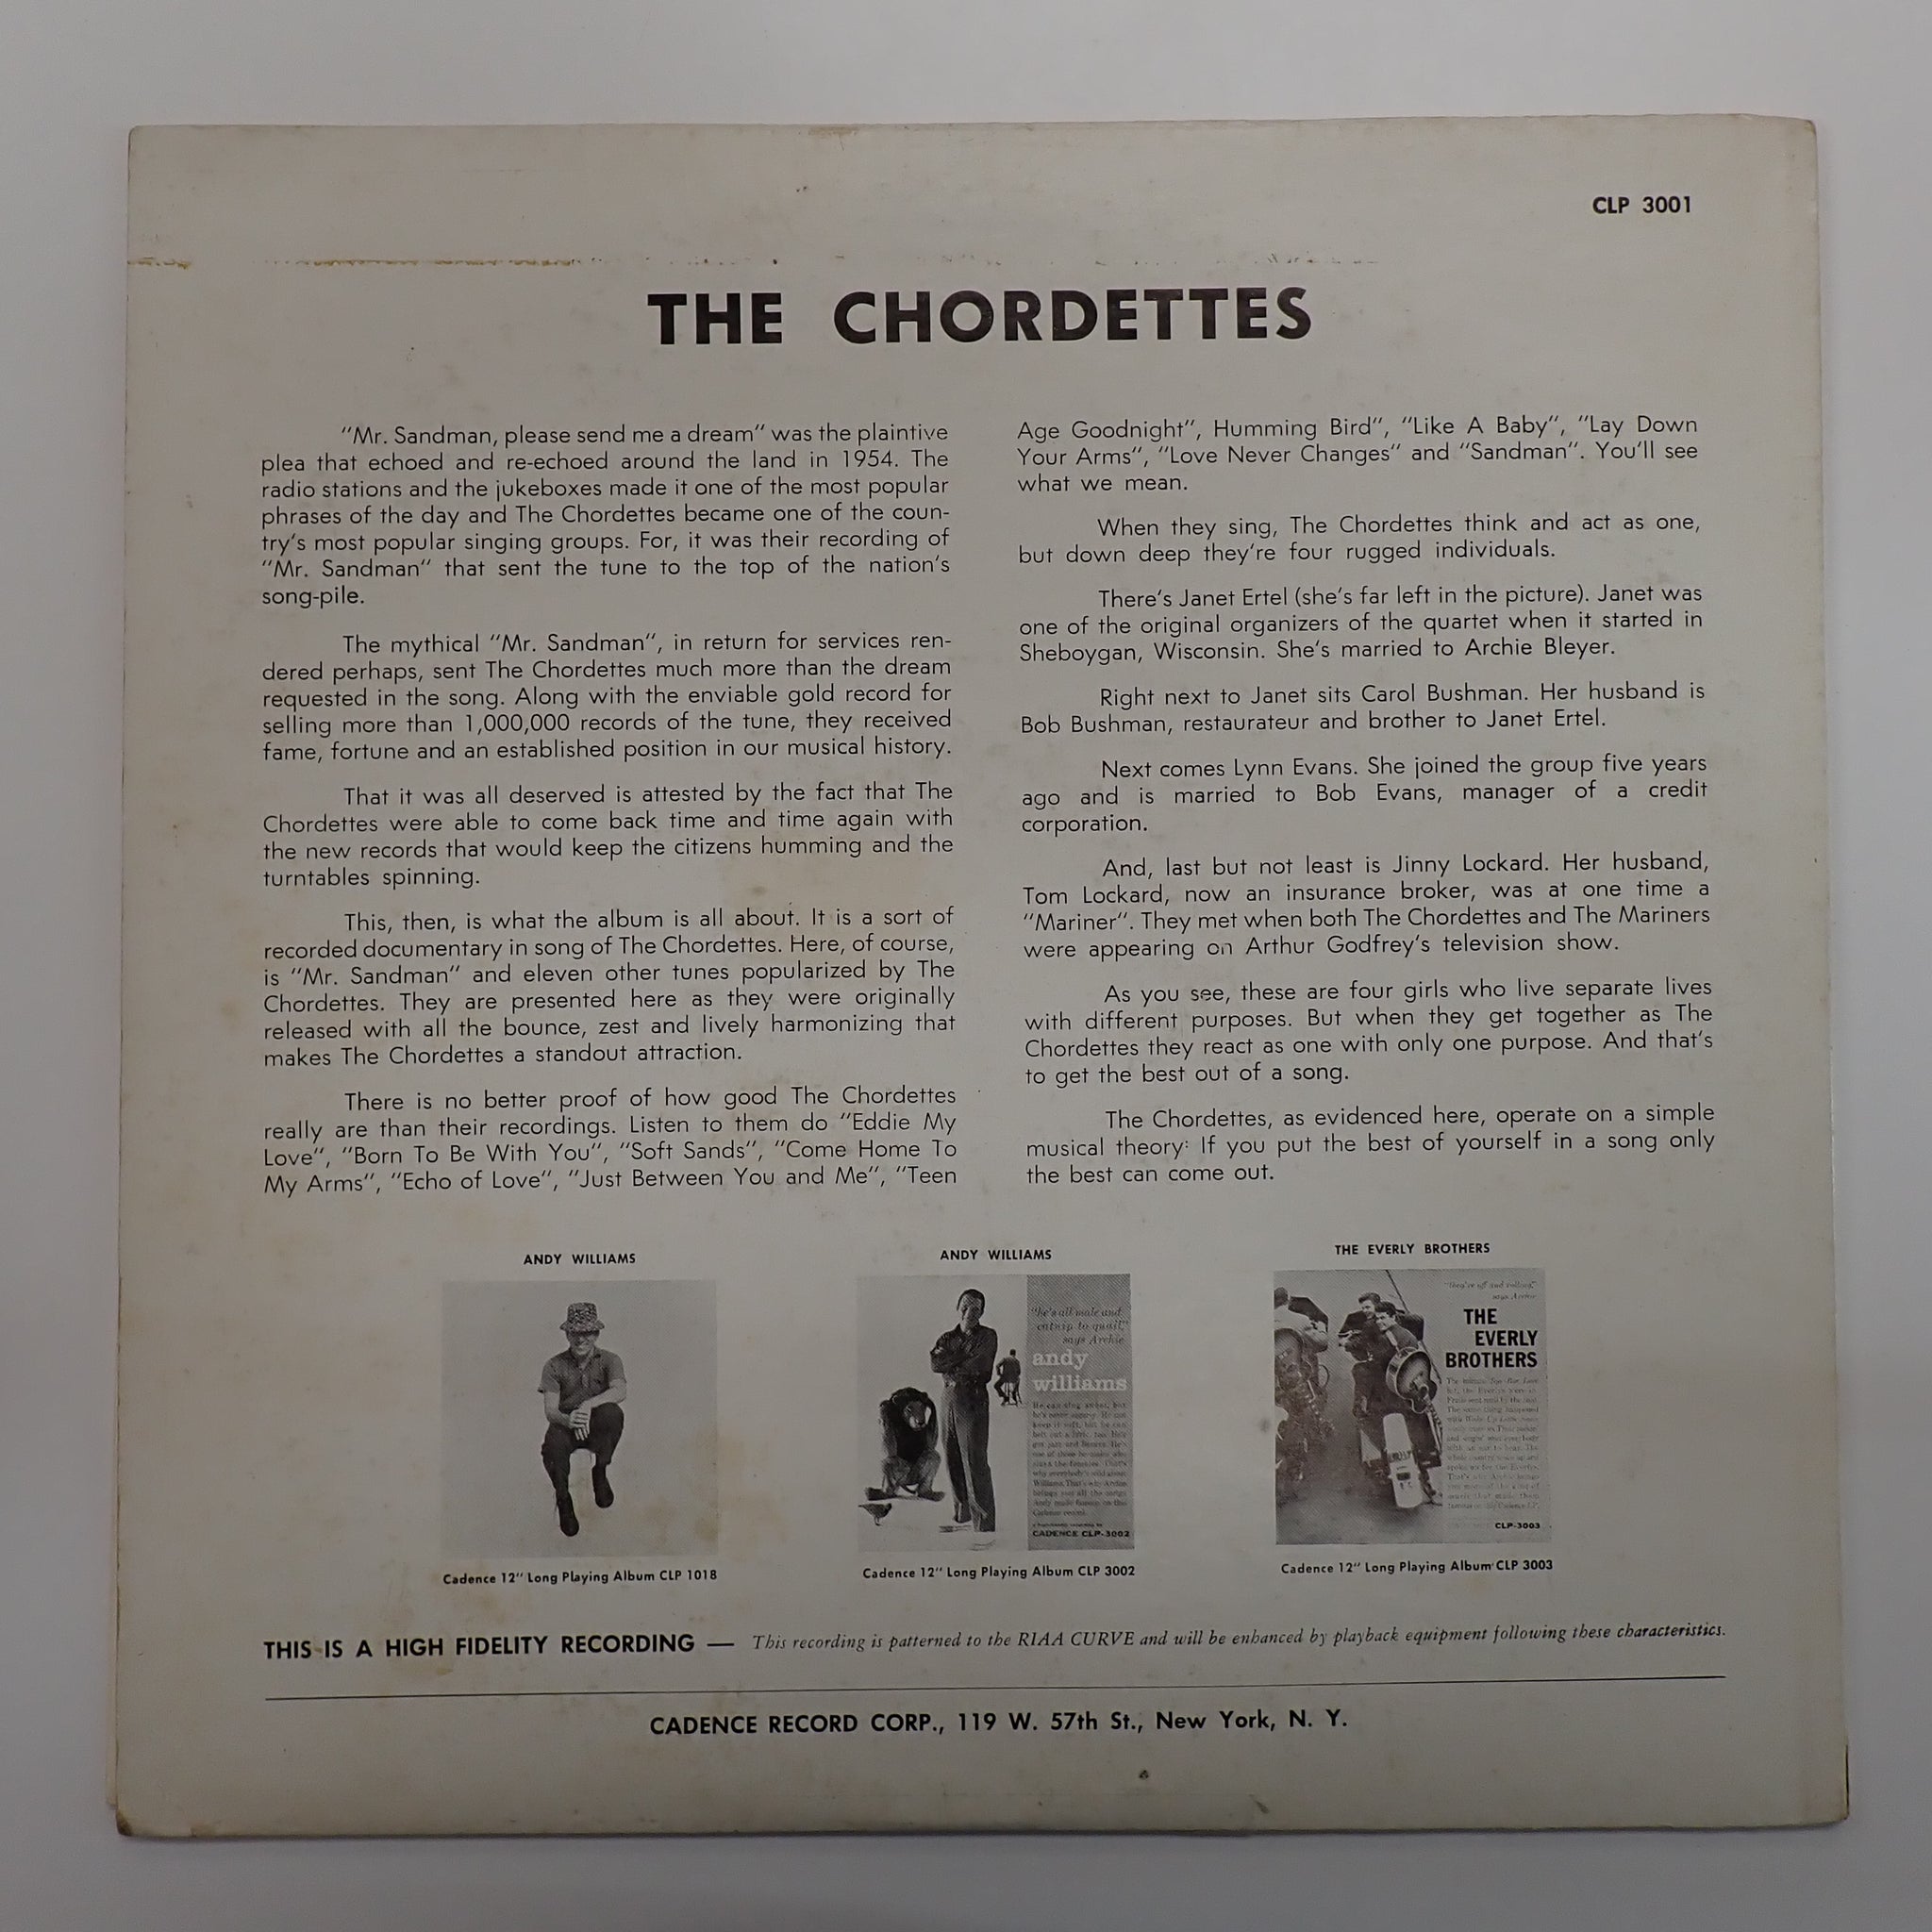 CLP 3001
THE CHORDETTES
"Mr. Sandman, please send me a dream" was the plaintive
plea that echoed and re-echoed around the land in 1954. The
radio stations and the jukeboxes made it one of the most popular
phrases of the day and The Chordettes became one of the coun-
try's most popular singing groups. For, it was their recording of
"Mr. Sandman" that sent the tune to the top of the nation's
song-pile.
The mythical "Mr. Sandman", in return for services ren-
dered perhaps, sent The Chordettes much more than the dream
requested in the song. Along with the enviable gold record for
selling more than 1,000,000 records of the tune, they received
fame, fortune and an established position in our musical history.
That it was all deserved is attested by the fact that The
Chordettes were able to come back time and time again with
the new records that would keep the citizens humming and the
turntables spinning.
This, then, is what the album is all about. It is a sort of
recorded documentary in song of The Chordettes. Here, of course,
is "Mr. Sandman" and eleven other tunes popularized by The
Chordettes. They are presented here as they were originally
released with all the bounce, zest and lively harmonizing that
makes The Chordettes a standout attraction.
There is no better proof of how good The Chordettes
really are than their recordings. Listen to them do "Eddie My
Love", "Born To Be With You", "Soft Sands", "Come Home To
My Arms", "Echo of Love", "Just Between You and Me", "Teen
Age Goodnight", Humming Bird", "Like A Baby", "Lay Down
Your Arms", "Love Never Changes" and "Sandman". You'll see
what we mean.
When they sing, The Chordettes think and act as one,
but down deep they're four rugged individuals.
There's Janet Ertel (she's far left in the picture). Janet was
one of the original organizers of the quartet when it started in
Sheboygan, Wisconsin. She's married to Archie Bleyer.
Right next to Janet sits Carol Bushman. Her husband is
Bob Bushman, restaurateur and brother to Janet Ertel.
Next comes Lynn Evans. She joined the group five years
ago and is married to Bob Evans, manager of a credit
corporation.
And, last but not least is Jinny Lockard. Her husband,
Tom Lockard, now an insurance broker, was at one time a
"Mariner". They met when both The Chordettes and The Mariners
were appearing on Arthur Godfrey's television show.
As you see, these are four girls who live separate lives
with different purposes. But when they get together as The
Chordettes they react as one with only one purpose. And that's
to get the best out of a song.
The Chordettes, as evidenced here, operate on a simple
musical theory: If you put the best of yourself in a song only
the best can come out.
ANDY WILLIAMS
Cadence 12" Long Playing Album CLP 1018
ANDY WILLIAMS
"he's all male and
catnip to quail,"
says Archie
andy
williams
CADENCE CLP-3002
Cadence 12" Long Playing Album CLP 3002
THE EVERLY BROTHERS
"they're off and rolling,"
says Archie
THE
EVERLY
BROTHERS
CLP-3003
Cadence 12" Long Playing Album CLP 3003
THIS IS A HIGH FIDELITY RECORDING — This recording is patterned to the RIAA CURVE and will be enhanced by playback equipment following these characteristics.
CADENCE RECORD CORP., 119 W. 57th St., New York, N. Y.